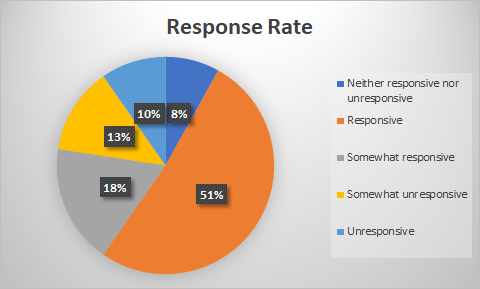 Response Rate
10%
8%
13%
18%
51%
Neither responsive nor
unresponsive
Responsive
Somewhat responsive
Somewhat unresponsive
Unresponsive